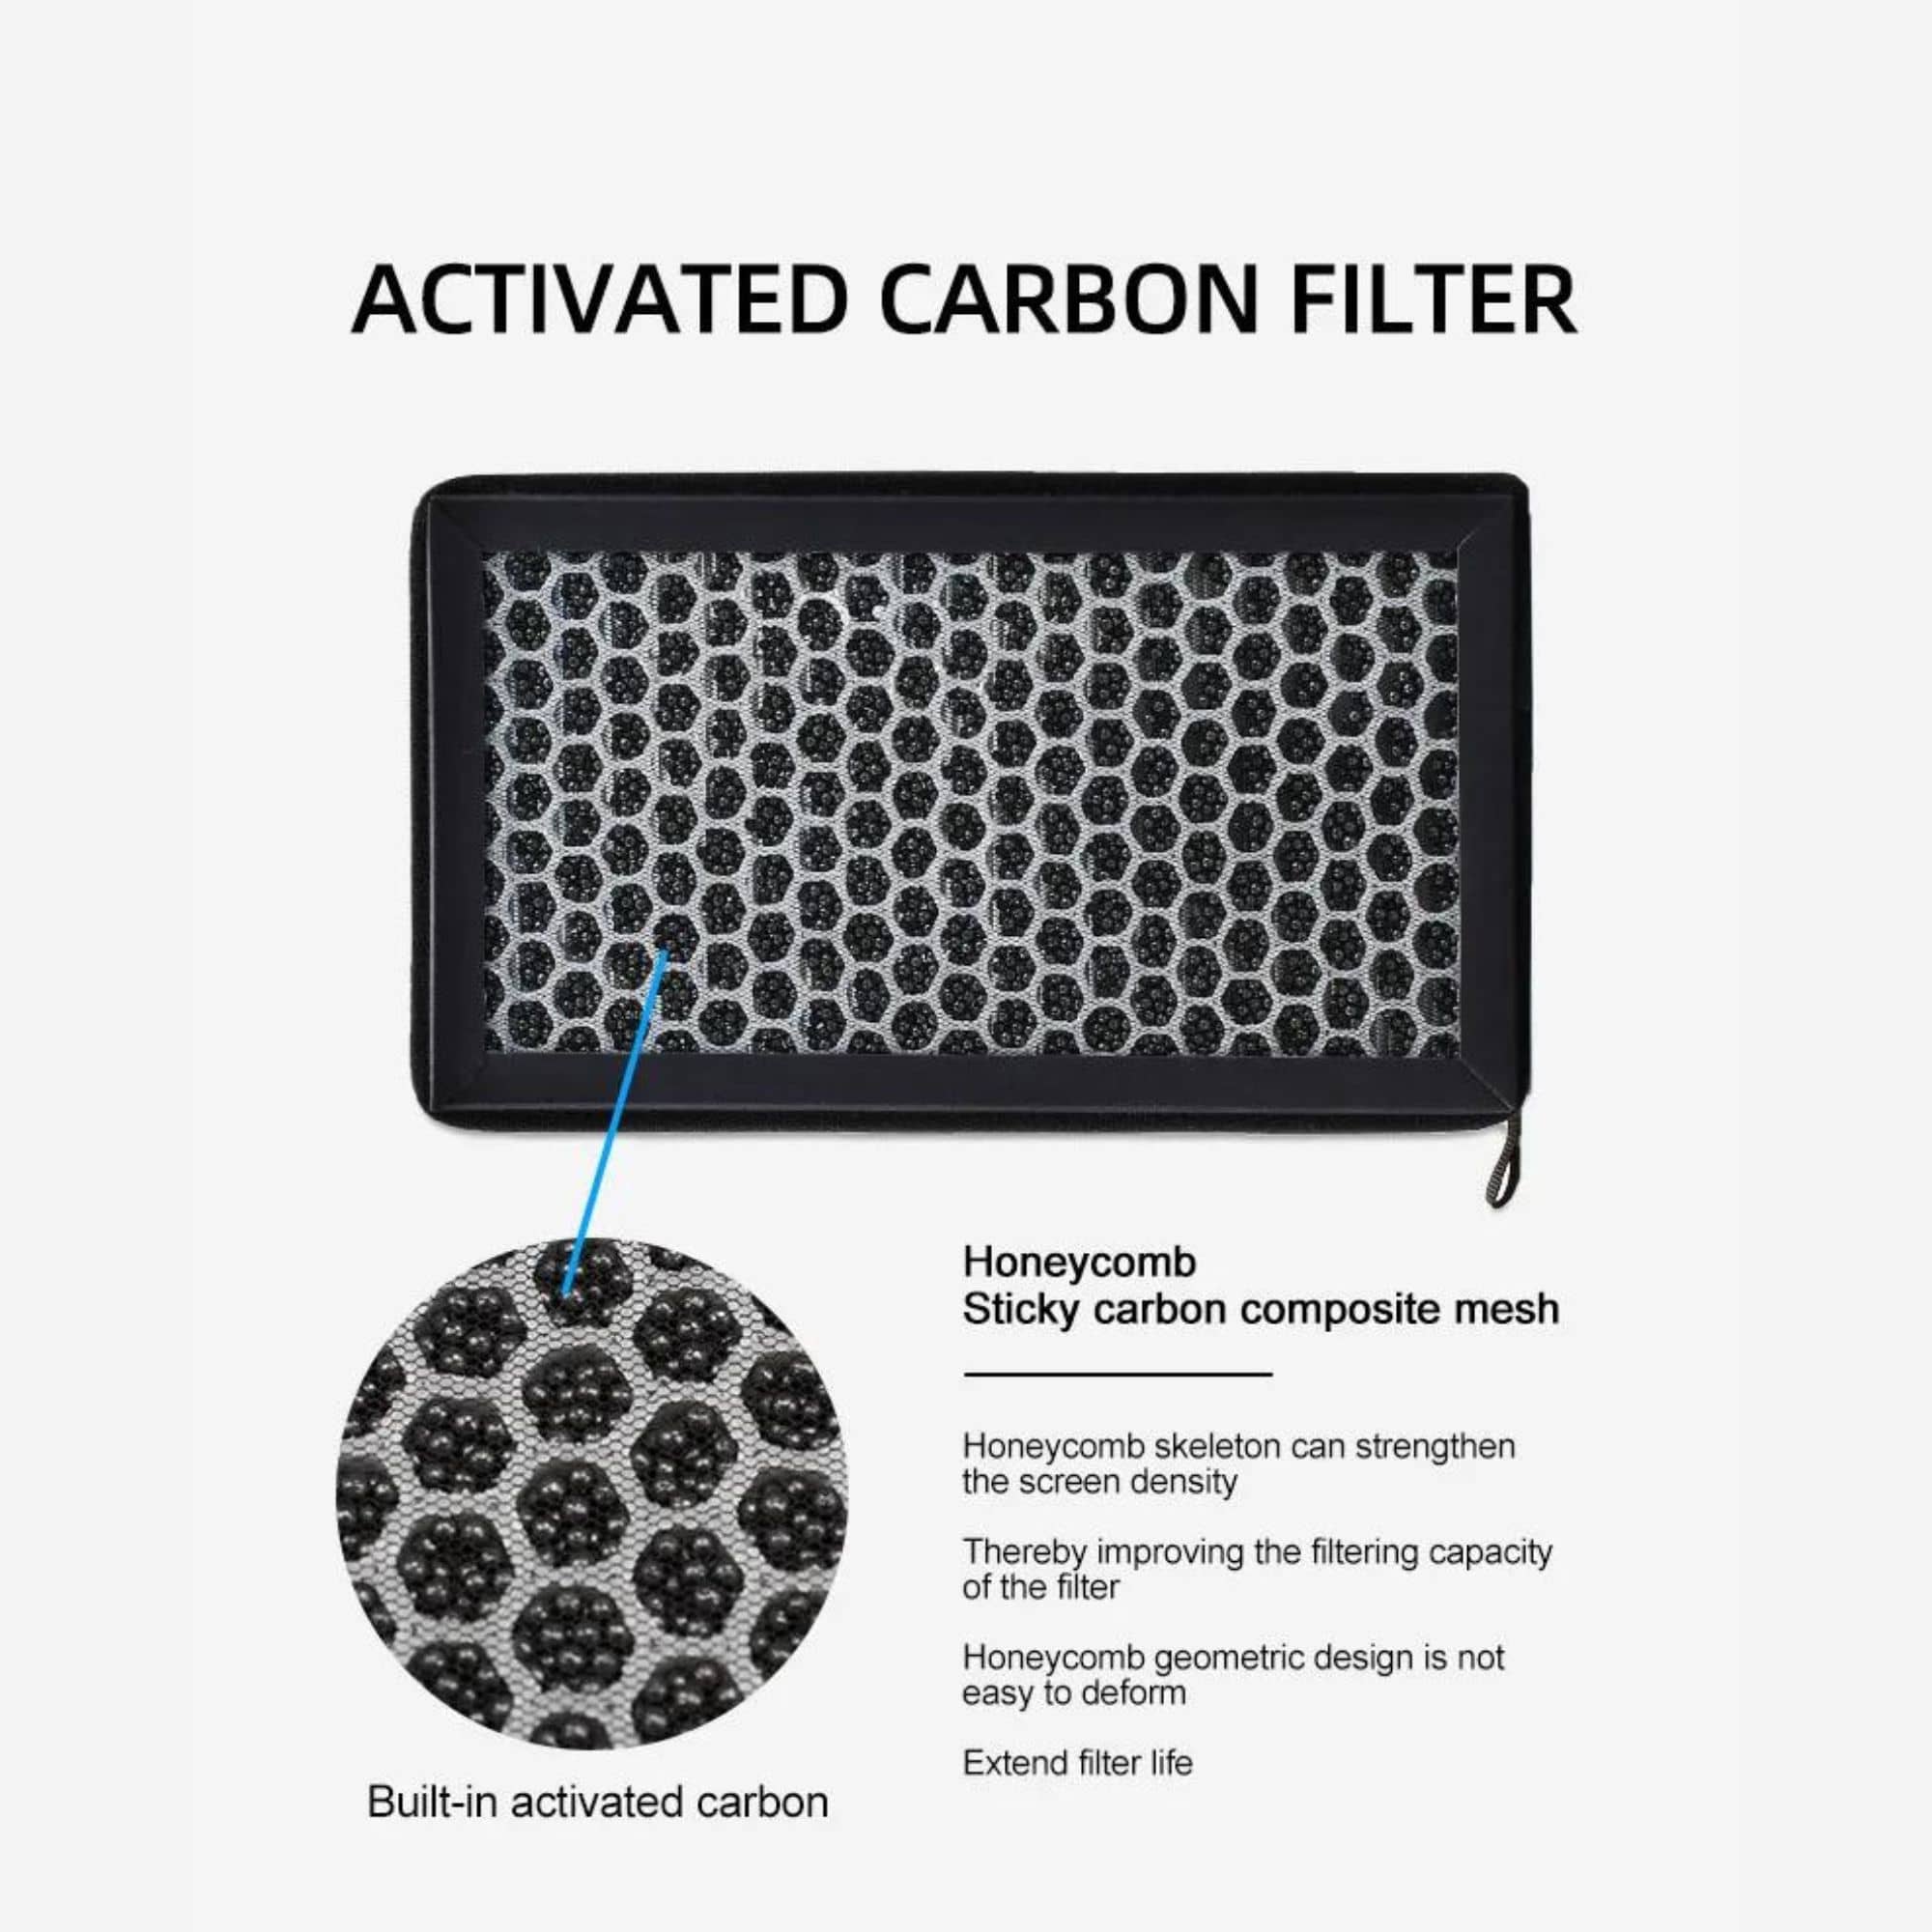 ACTIVATED CARBON FILTER
Honeycomb
Sticky carbon composite mesh
Honeycomb skeleton can strengthen
the screen density
Thereby improving the filtering capacity
of the filter
Honeycomb geometric design is not
easy to deform
Extend filter life
Built-in activated carbon